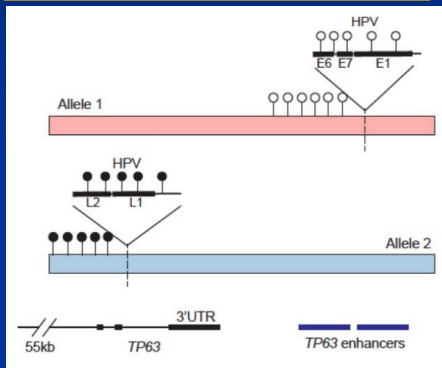 HPV
E6 E7 E1
Allele 1
HPV
L2 L1
Allele 2
3'UTR
55kb TP63 TP63 enhancers